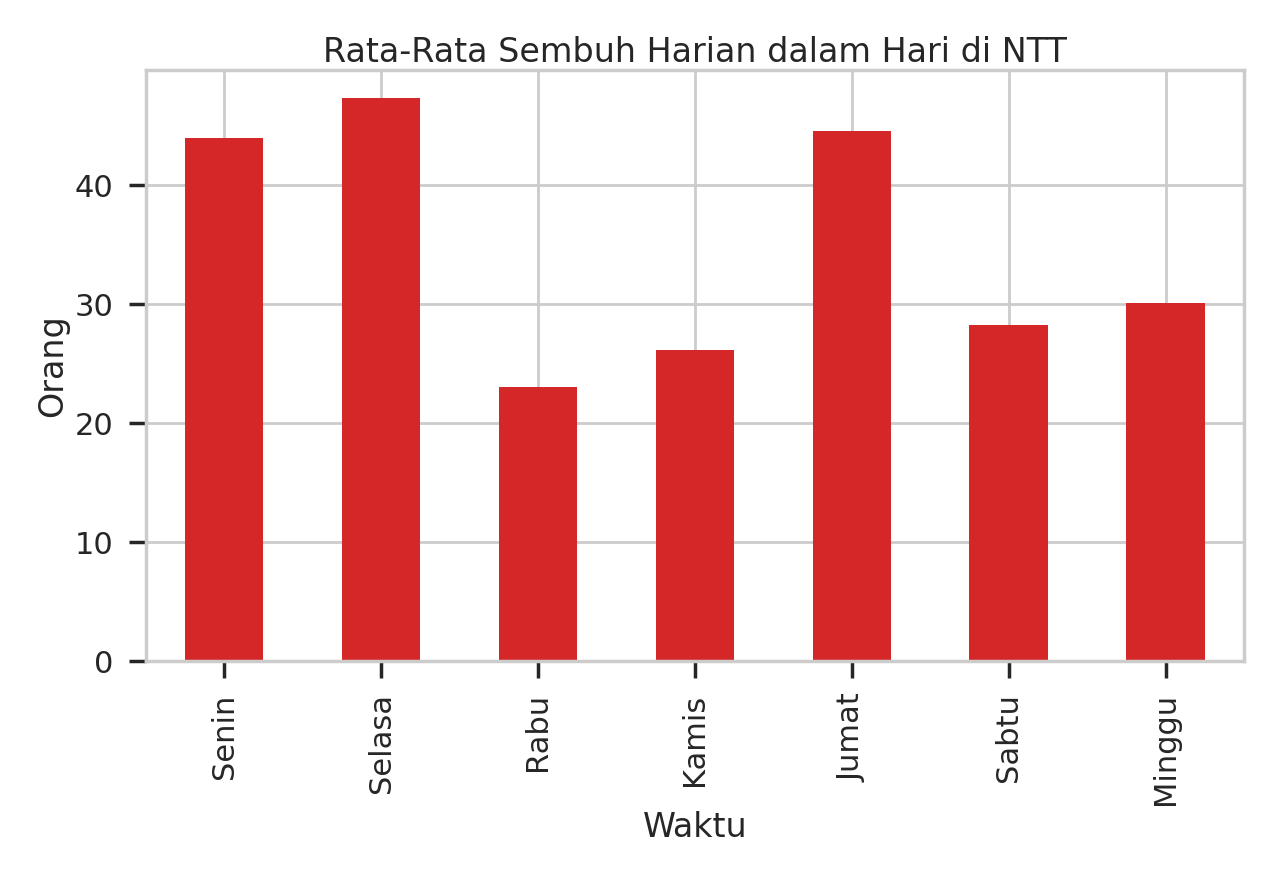 Rata-Rata Sembuh Harian dalam Hari di NTT
Orang
40
30
20
10
0
Senin
Selasa
Rabu
Kamis
Jumat
Sabtu
Minggu
Waktu